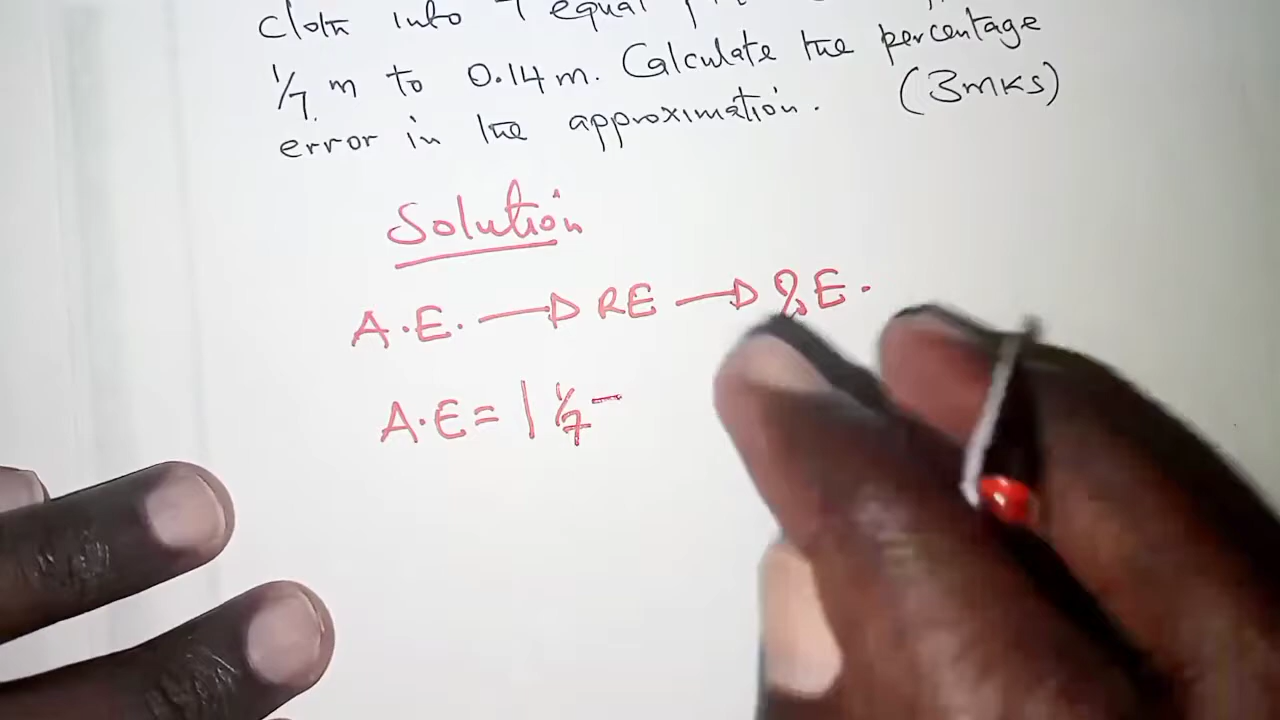 cloth into 7 equal
1/7 m to 0.14m. Calculate the percentage
error in the approximation. (3mks)
Solution
A.E. → RE → %E.
A.E = | 1/7 -